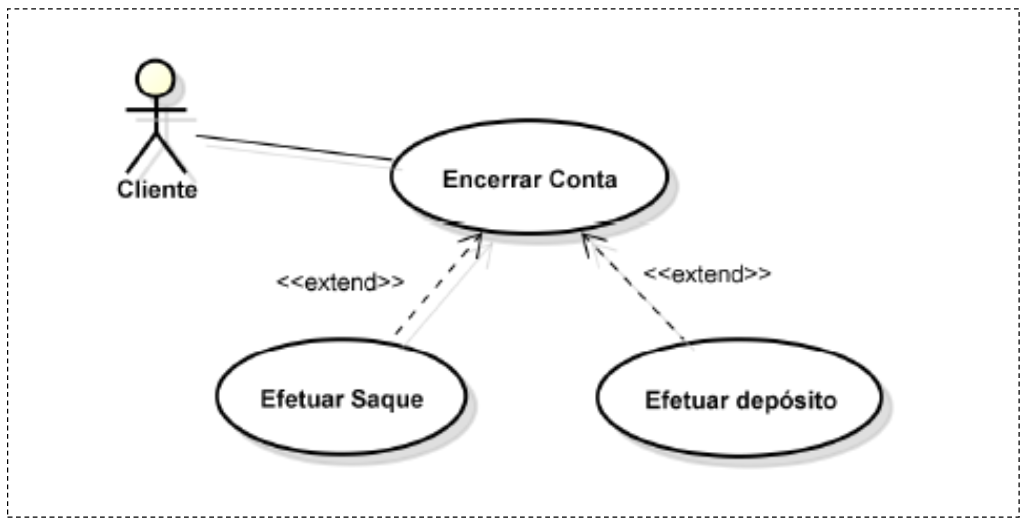 Cliente
Encerrar Conta
<<extend>>
<<extend>>
Efetuar Saque
Efetuar depósito